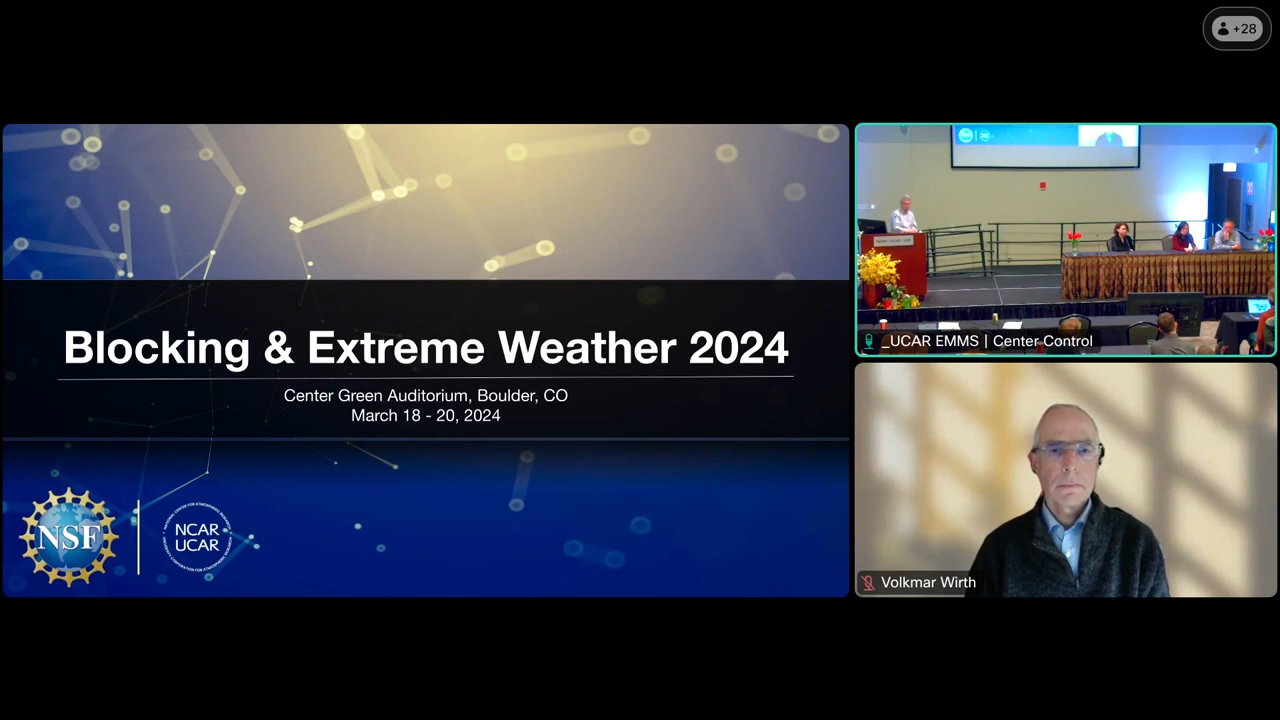 +28
Blocking & Extreme Weather 2024
Center Green Auditorium, Boulder, CO
March 18 - 20, 2024
NSF
NCAR
UCAR
_UCAR EMMS | Center Control
Volkmar Wirth